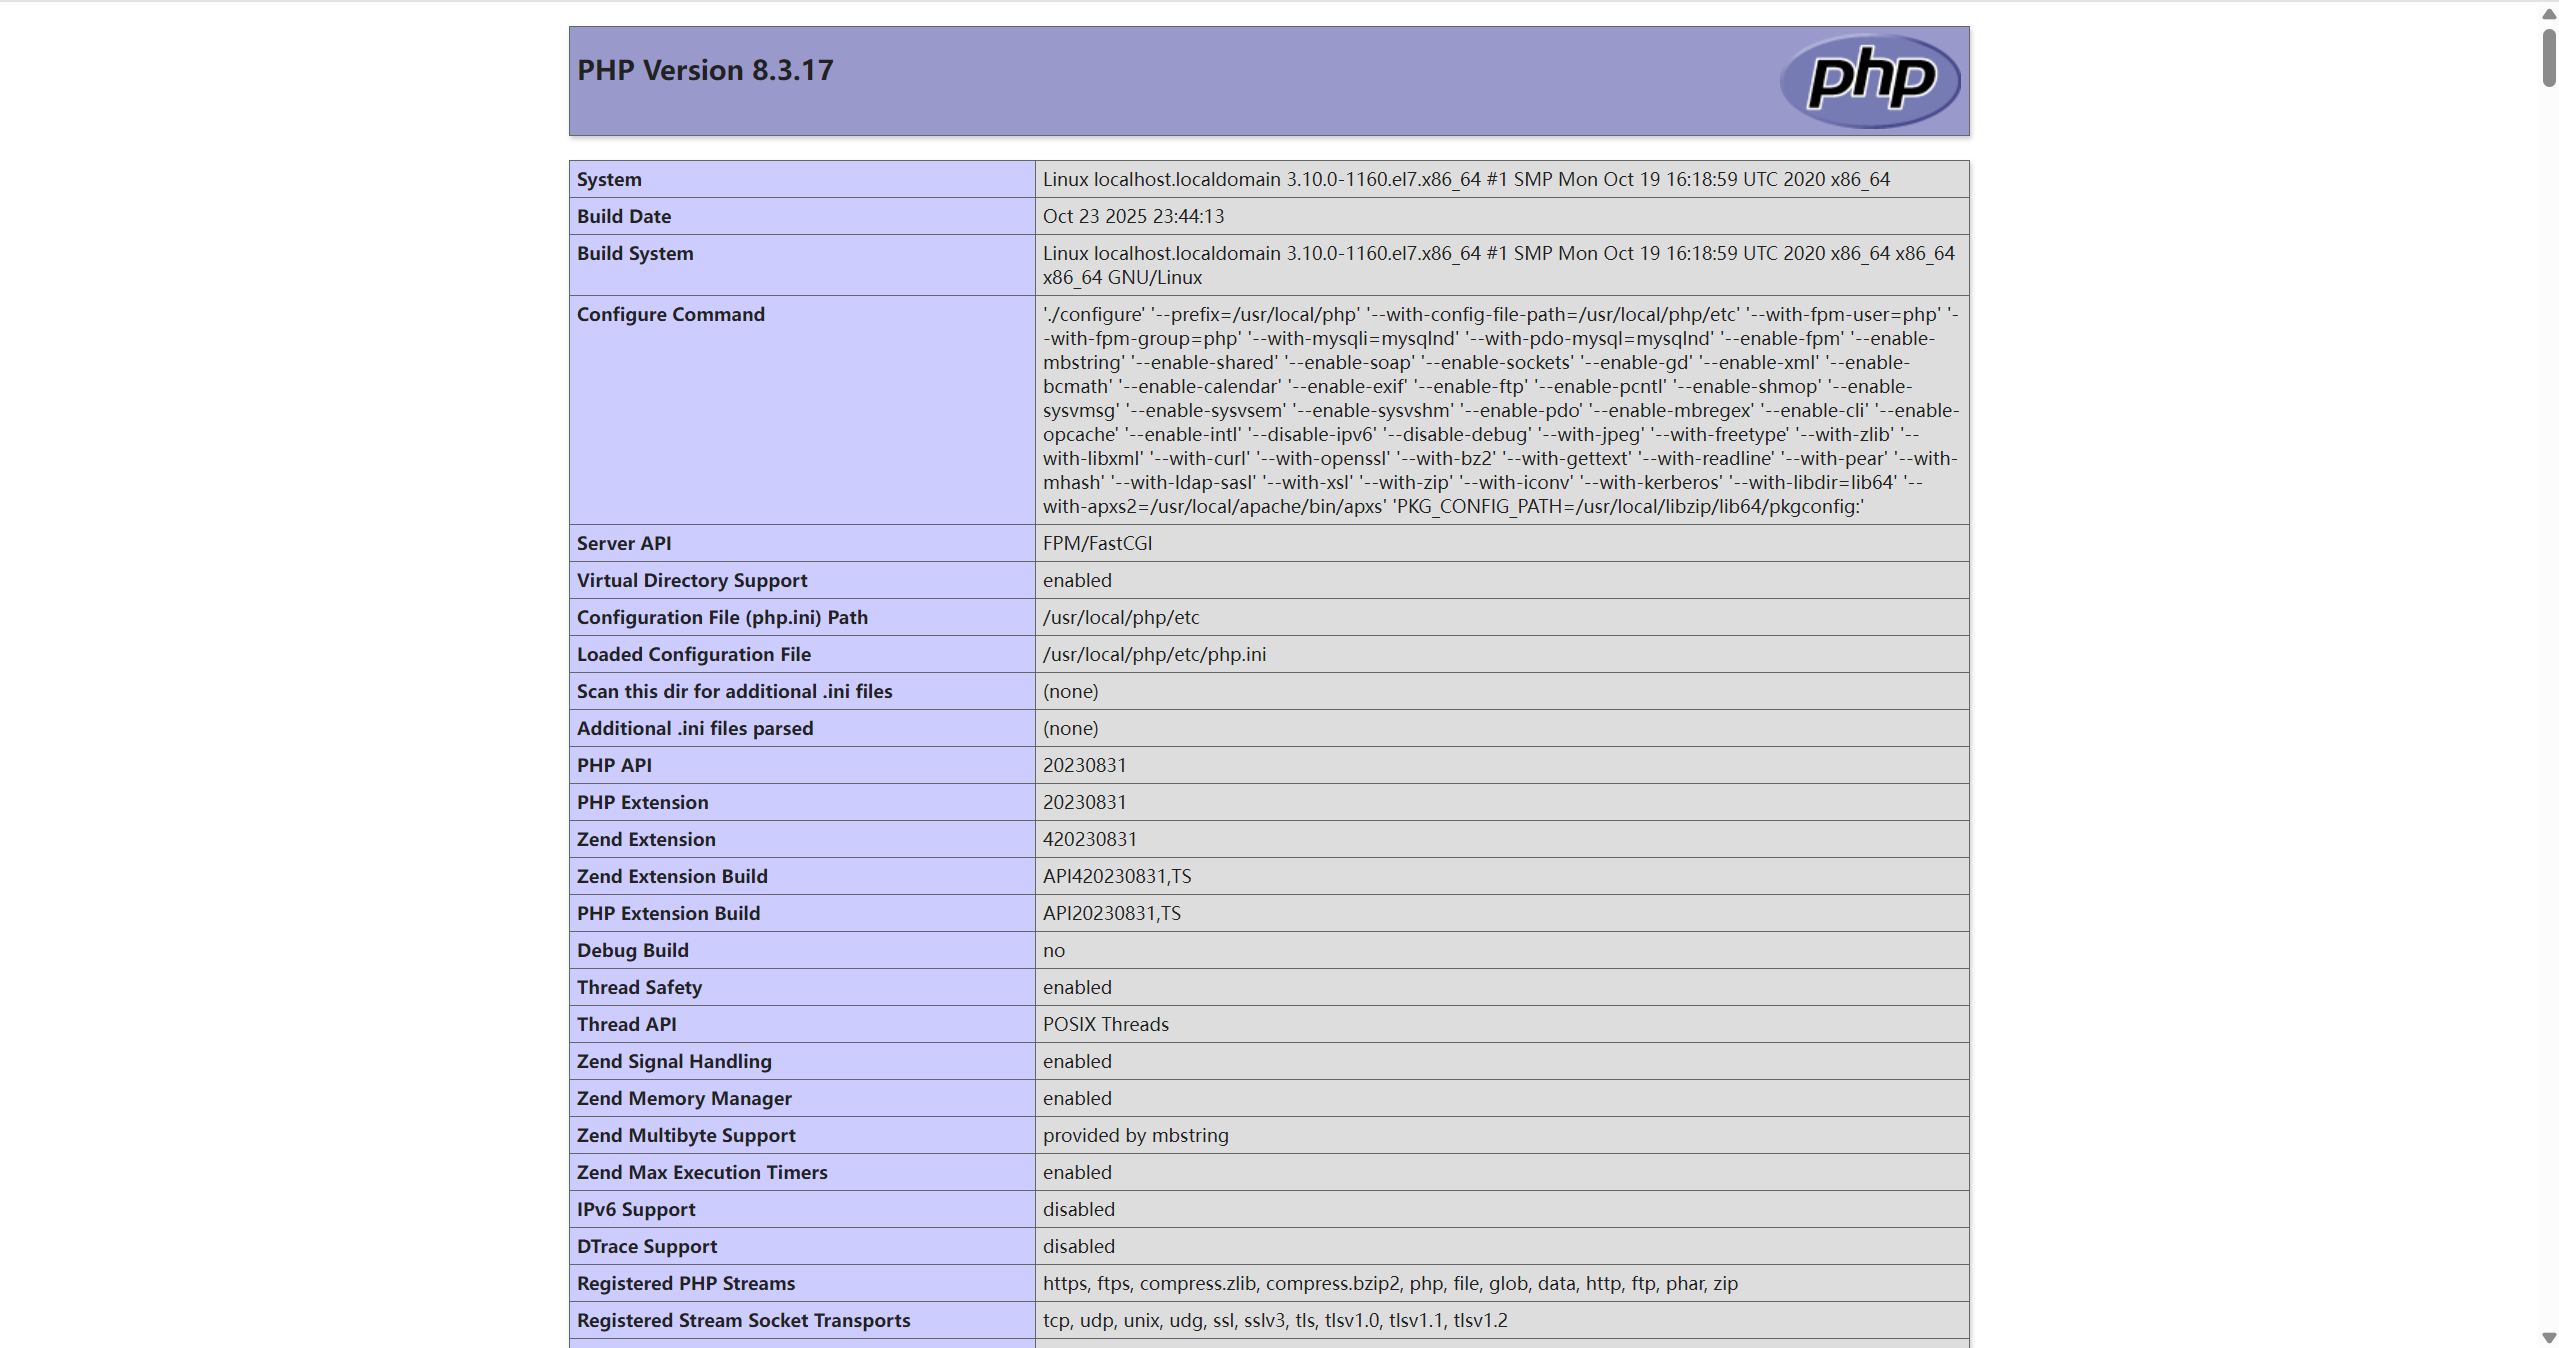 PHP Version 8.3.17
php
System Linux localhost.localdomain 3.10.0-1160.el7.x86_64 #1 SMP Mon Oct 19 16:18:59 UTC 2020 x86_64
Build Date Oct 23 2025 23:44:13
Build System Linux localhost.localdomain 3.10.0-1160.el7.x86_64 #1 SMP Mon Oct 19 16:18:59 UTC 2020 x86_64 x86_64
x86_64 GNU/Linux
Configure Command './configure' '--prefix=/usr/local/php' '--with-config-file-path=/usr/local/php/etc' '--with-fpm-user=php' '-
-with-fpm-group=php' '--with-mysqli=mysqlnd' '--with-pdo-mysql=mysqlnd' '--enable-fpm' '--enable-
mbstring' '--enable-shared' '--enable-soap' '--enable-sockets' '--enable-gd' '--enable-xml' '--enable-
bcmath' '--enable-calendar' '--enable-exif' '--enable-ftp' '--enable-pcntl' '--enable-shmop' '--enable-
sysvmsg' '--enable-sysvsem' '--enable-sysvshm' '--enable-pdo' '--enable-mbregex' '--enable-cli' '--enable-
opcache' '--enable-intl' '--disable-ipv6' '--disable-debug' '--with-jpeg' '--with-freetype' '--with-zlib' '--
with-libxml' '--with-curl' '--with-openssl' '--with-bz2' '--with-gettext' '--with-readline' '--with-pear' '--with-
mhash' '--with-ldap-sasl' '--with-xsl' '--with-zip' '--with-iconv' '--with-kerberos' '--with-libdir=lib64' '--
with-apxs2=/usr/local/apache/bin/apxs' 'PKG_CONFIG_PATH=/usr/local/libzip/lib64/pkgconfig:'
Server API FPM/FastCGI
Virtual Directory Support enabled
Configuration File (php.ini) Path /usr/local/php/etc
Loaded Configuration File /usr/local/php/etc/php.ini
Scan this dir for additional .ini files (none)
Additional .ini files parsed (none)
PHP API 20230831
PHP Extension 20230831
Zend Extension 420230831
Zend Extension Build API420230831,TS
PHP Extension Build API20230831,TS
Debug Build no
Thread Safety enabled
Thread API POSIX Threads
Zend Signal Handling enabled
Zend Memory Manager enabled
Zend Multibyte Support provided by mbstring
Zend Max Execution Timers enabled
IPv6 Support disabled
DTrace Support disabled
Registered PHP Streams https, ftps, compress.zlib, compress.bzip2, php, file, glob, data, http, ftp, phar, zip
Registered Stream Socket Transports tcp, udp, unix, udg, ssl, sslv3, tls, tlsv1.0, tlsv1.1, tlsv1.2